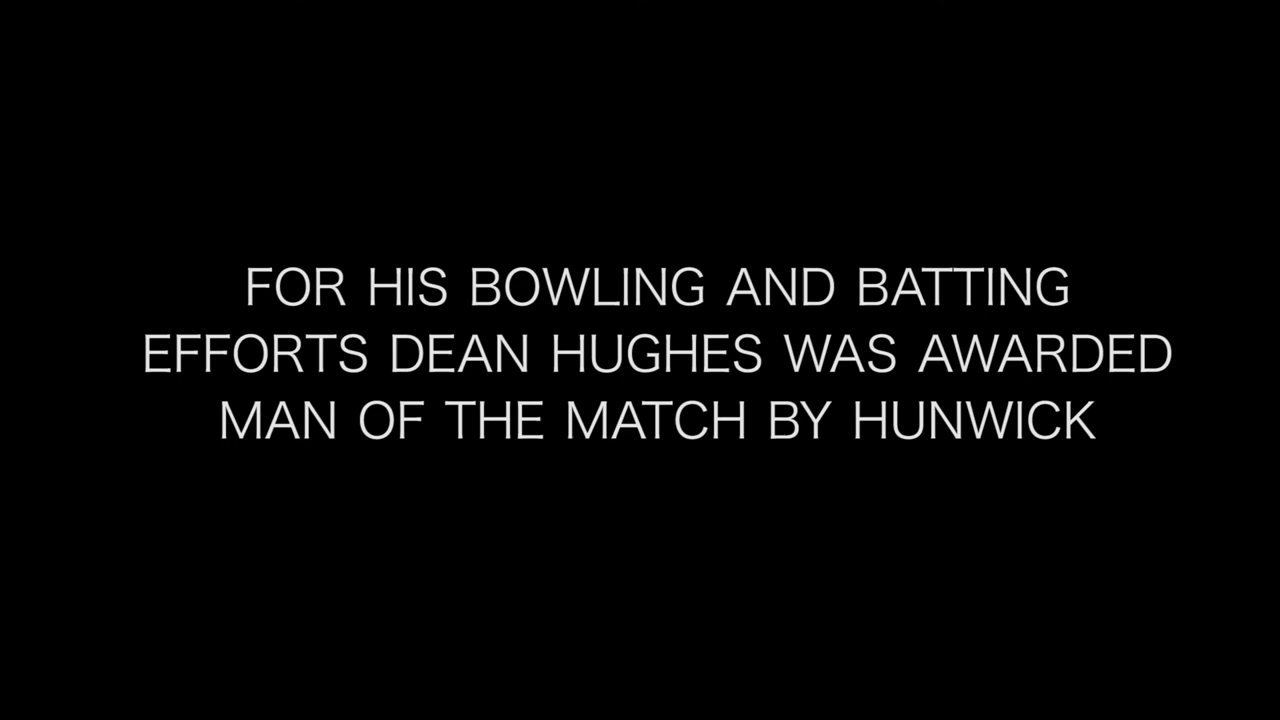 FOR HIS BOWLING AND BATTING
EFFORTS DEAN HUGHES WAS AWARDED
MAN OF THE MATCH BY HUNWICK